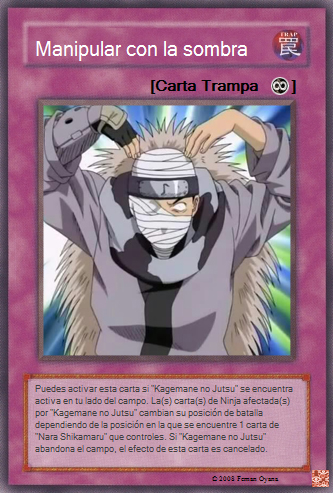 Manipular con la sombra
TRAP
罠
[Carta Trampa ]
Puedes activar esta carta si "Kagemane no Jutsu" se encuentra
activa en tu lado del campo. La(s) carta(s) de Ninja afectada(s)
por "Kagemane no Jutsu" cambian su posición de batalla
dependiendo de la posición en la que se encuentre 1 carta de
"Nara Shikamaru" que controles. Si "Kagemane no Jutsu"
abandona el campo, el efecto de esta carta es cancelado.
© 2008 Fernan Oyana